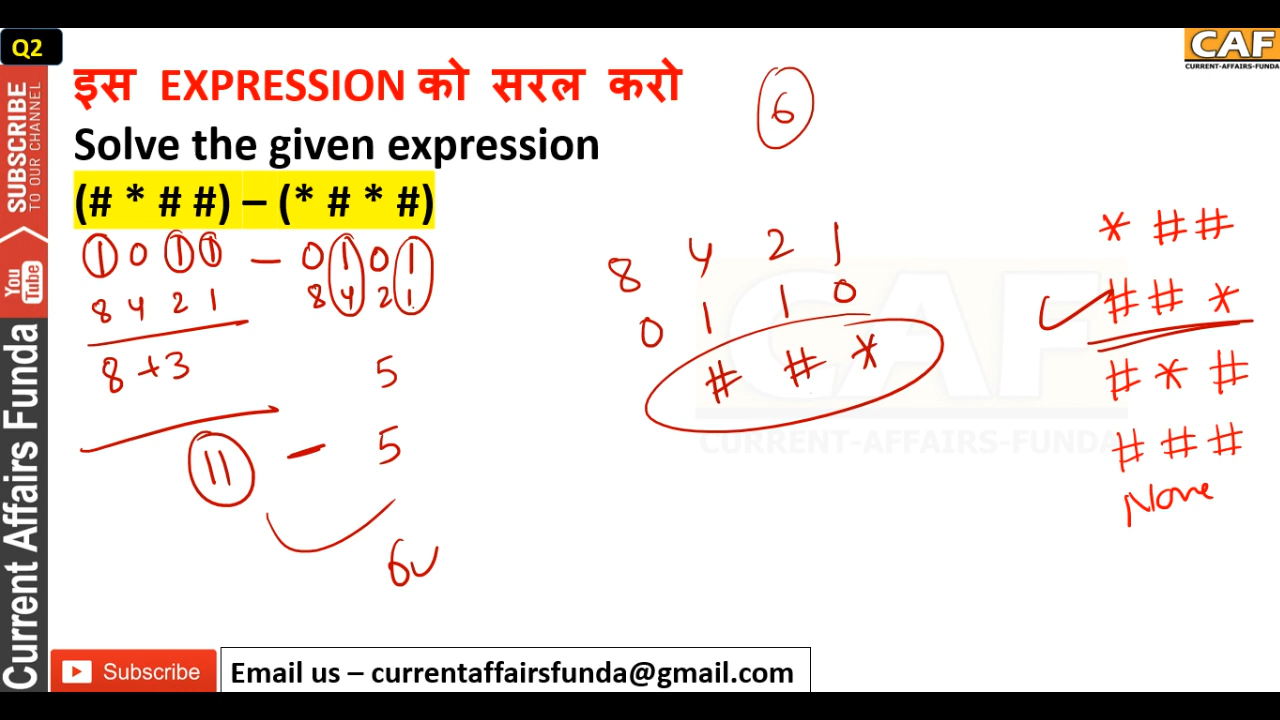 Q2
CAF
CURRENT-AFFAIRS-FUNDA
SUBSCRIBE
TO OUR CHANNEL
You Tube
Current Affairs Funda
इस EXPRESSION को सरल करो
Solve the given expression
(# * # #) – (* # * #)
6
1 0 1 1 – 0 1 0 1
8 4 2 1 8 4 2 1
8 + 3 5
11 – 5
6
8 4 2 1
0 1 1 0
# # *
* # #
# # *
# * #
# # #
None
CAF
CURRENT-AFFAIRS-FUNDA
Subscribe
Email us – currentaffairsfunda@gmail.com